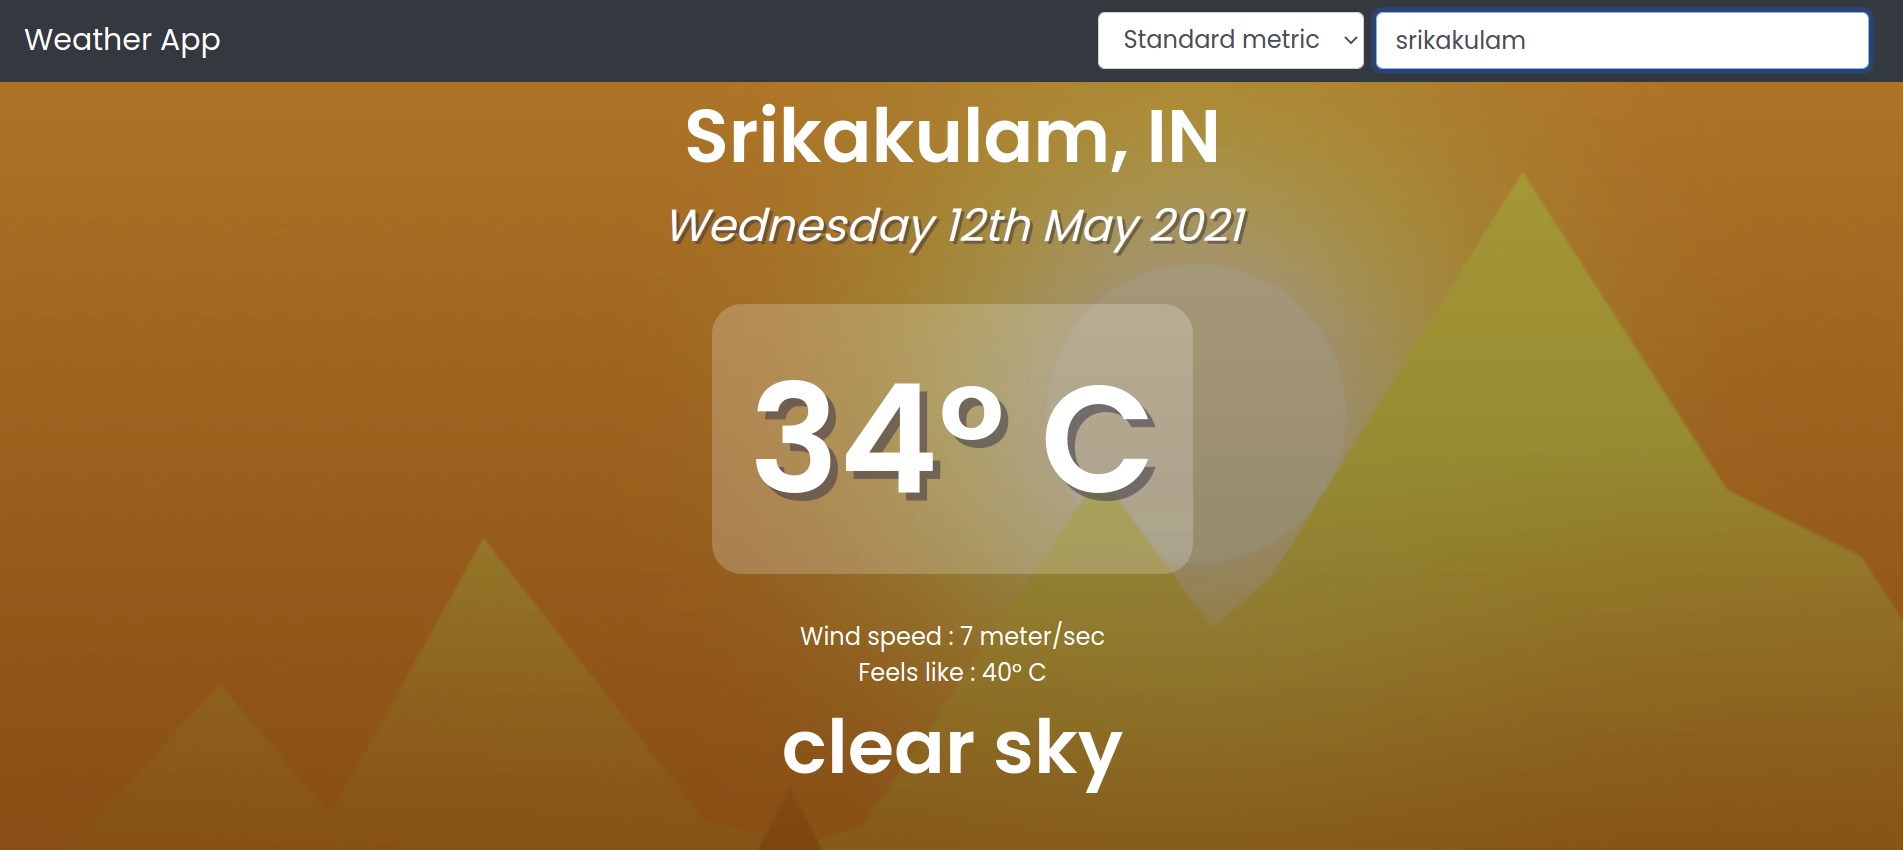 Weather App
Standard metric
srikakulam
Srikakulam, IN
Wednesday 12th May 2021
34° C
Wind speed : 7 meter/sec
Feels like : 40° C
clear sky